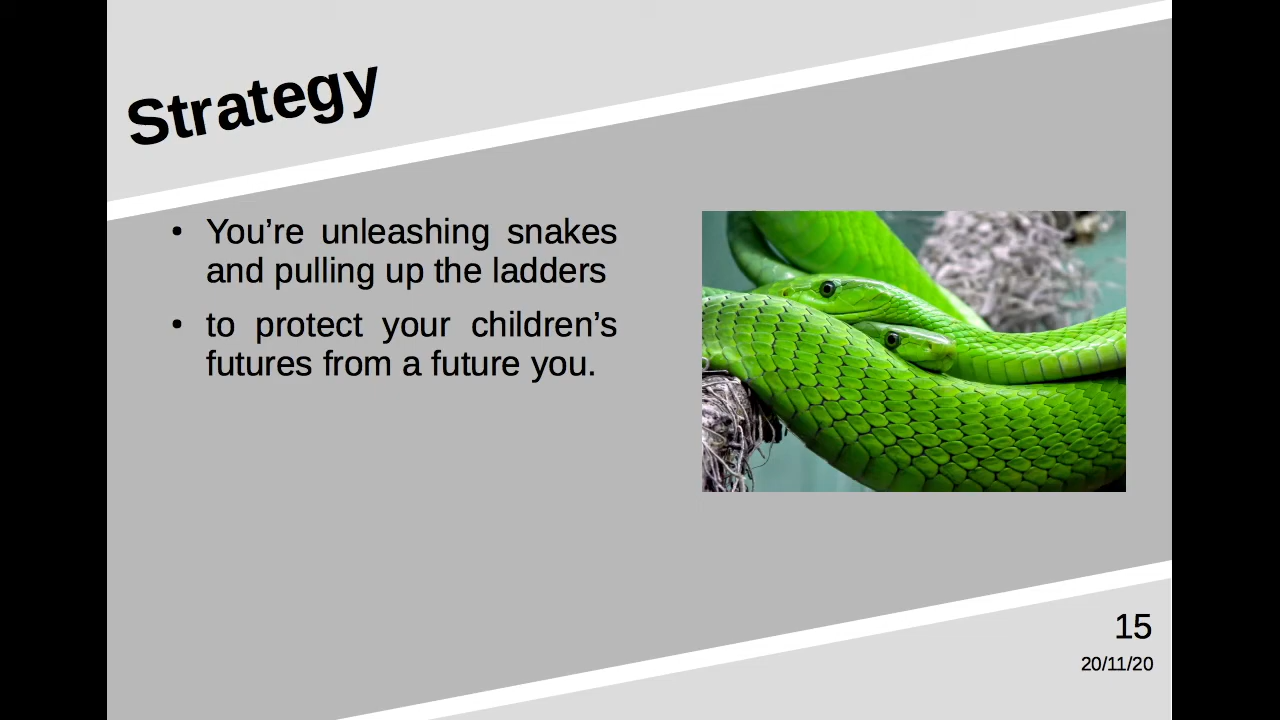 Strategy
• You’re unleashing snakes
and pulling up the ladders
• to protect your children’s
futures from a future you.
15
20/11/20